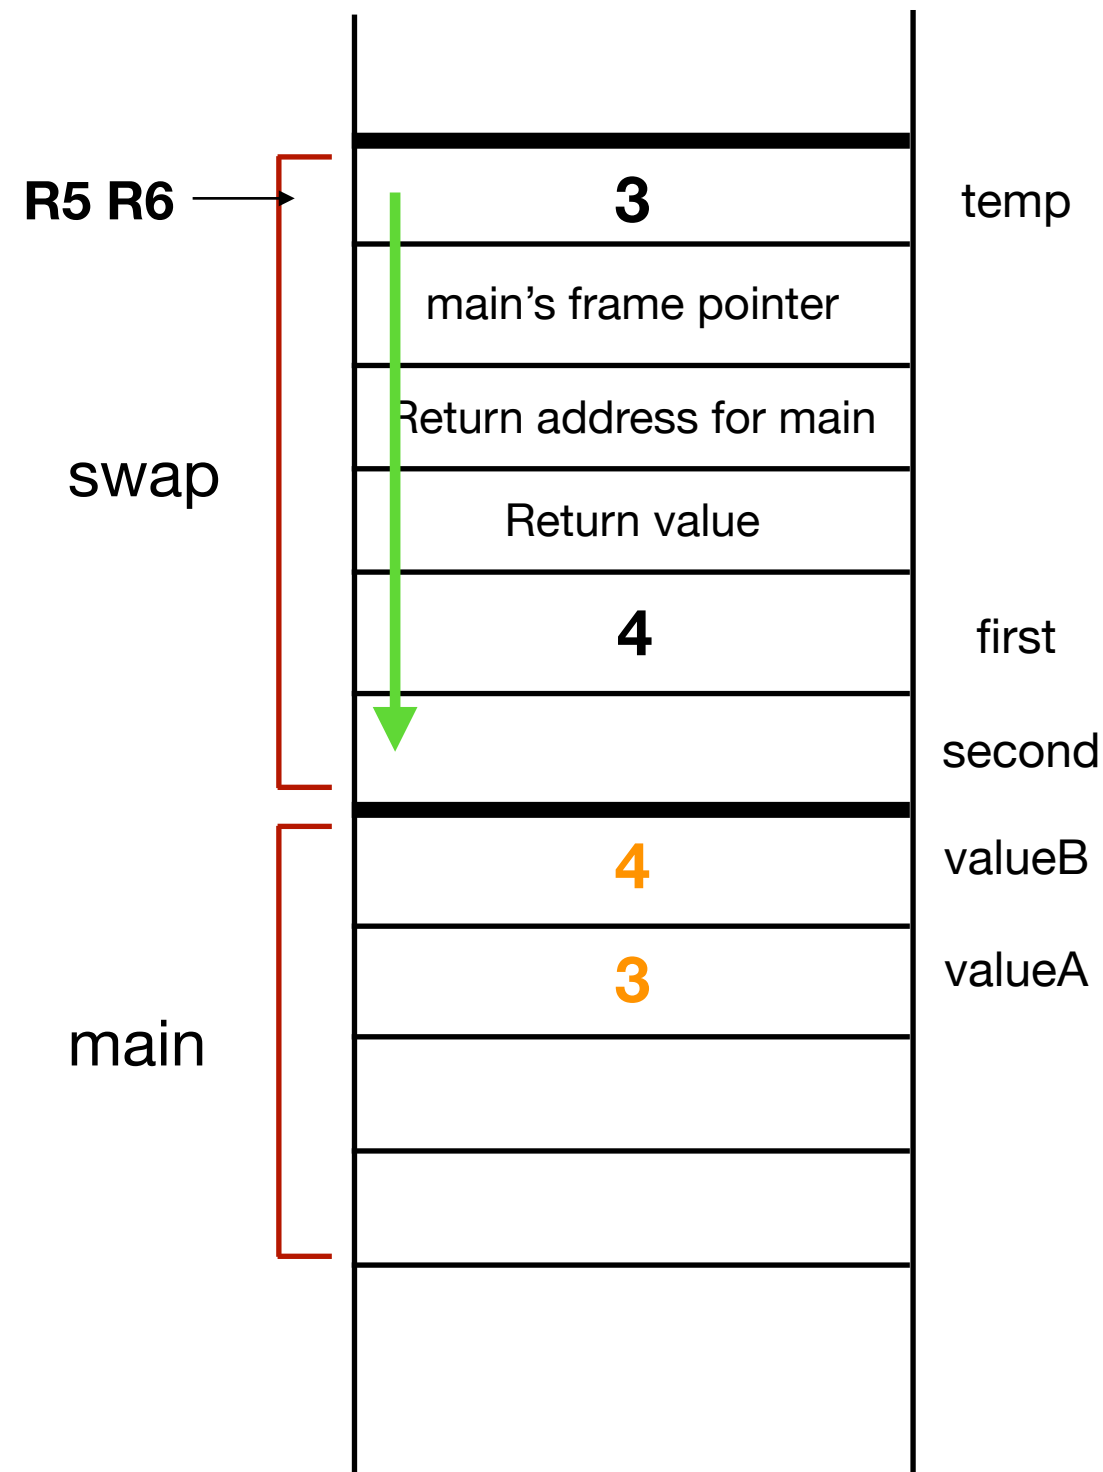 R5 R6
3
temp
main’s frame pointer
Return address for main
swap
Return value
4
first
second
4
valueB
3
valueA
main